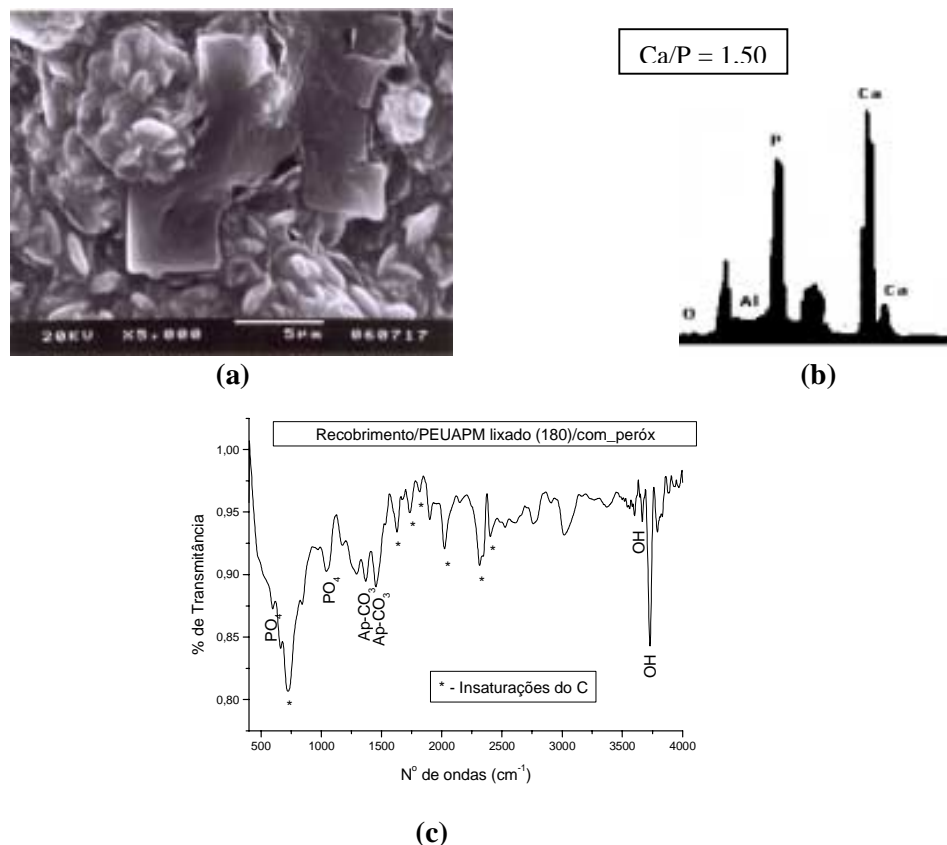 Ca/P = 1.50
Ca
P
Ca
Al
O
20KV X5,000 5µm 060717
(a)
(b)
Recobrimento/PEUAPM lixado (180)/com_peróx
1,00
0,95
0,90
0,85
0,80
% de Transmitância
PO4
*
PO4
Ap-CO3
Ap-CO3
*
*
*
*
*
*
OH
OH
* - Insaturações do C
500 1000 1500 2000 2500 3000 3500 4000
Nº de ondas (cm-1)
(c)